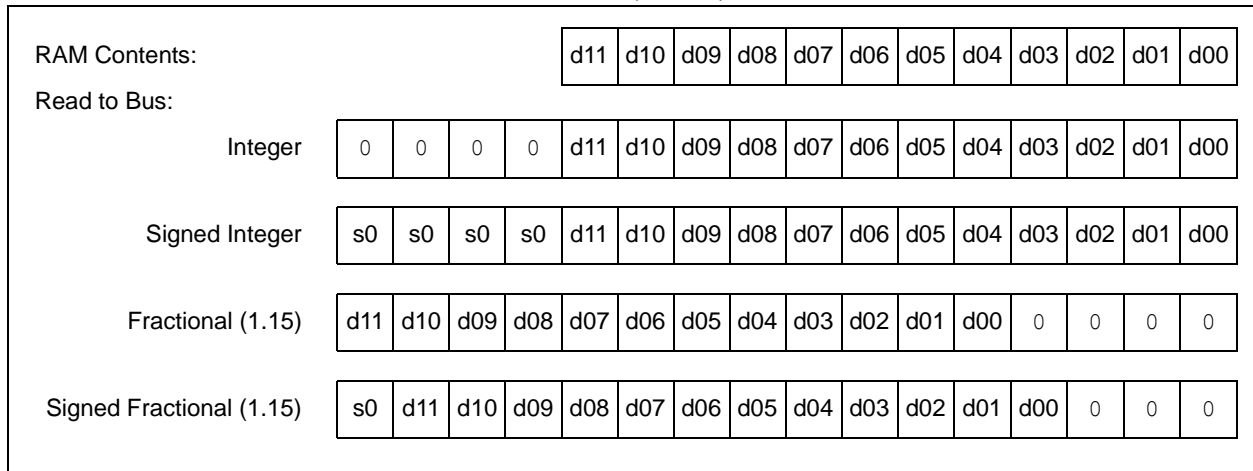 RAM Contents: d11 d10 d09 d08 d07 d06 d05 d04 d03 d02 d01 d00
Read to Bus:
Integer 0 0 0 0 d11 d10 d09 d08 d07 d06 d05 d04 d03 d02 d01 d00
Signed Integer s0 s0 s0 s0 d11 d10 d09 d08 d07 d06 d05 d04 d03 d02 d01 d00
Fractional (1.15) d11 d10 d09 d08 d07 d06 d05 d04 d03 d02 d01 d00 0 0 0 0
Signed Fractional (1.15) s0 d11 d10 d09 d08 d07 d06 d05 d04 d03 d02 d01 d00 0 0 0